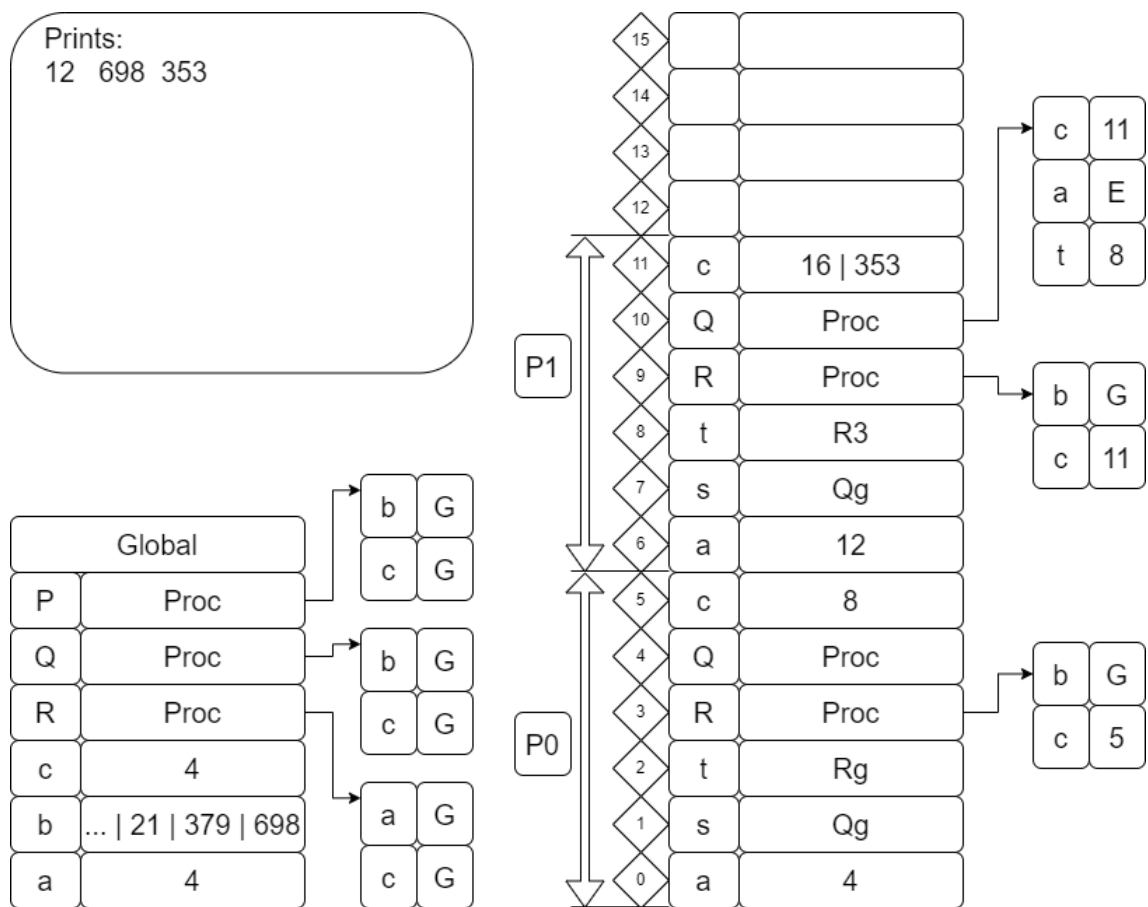 Prints:
12 698 353
Global
P Proc
Q Proc
R Proc
c 4
b ... | 21 | 379 | 698
a 4
b G
c G
b G
c G
a G
c G
P1
P0
15
14
13
12
11 c 16 | 353
10 Q Proc
9 R Proc
8 t R3
7 s Qg
6 a 12
5 c 8
4 Q Proc
3 R Proc
2 t Rg
1 s Qg
0 a 4
c 11
a E
t 8
b G
c 11
b G
c 5